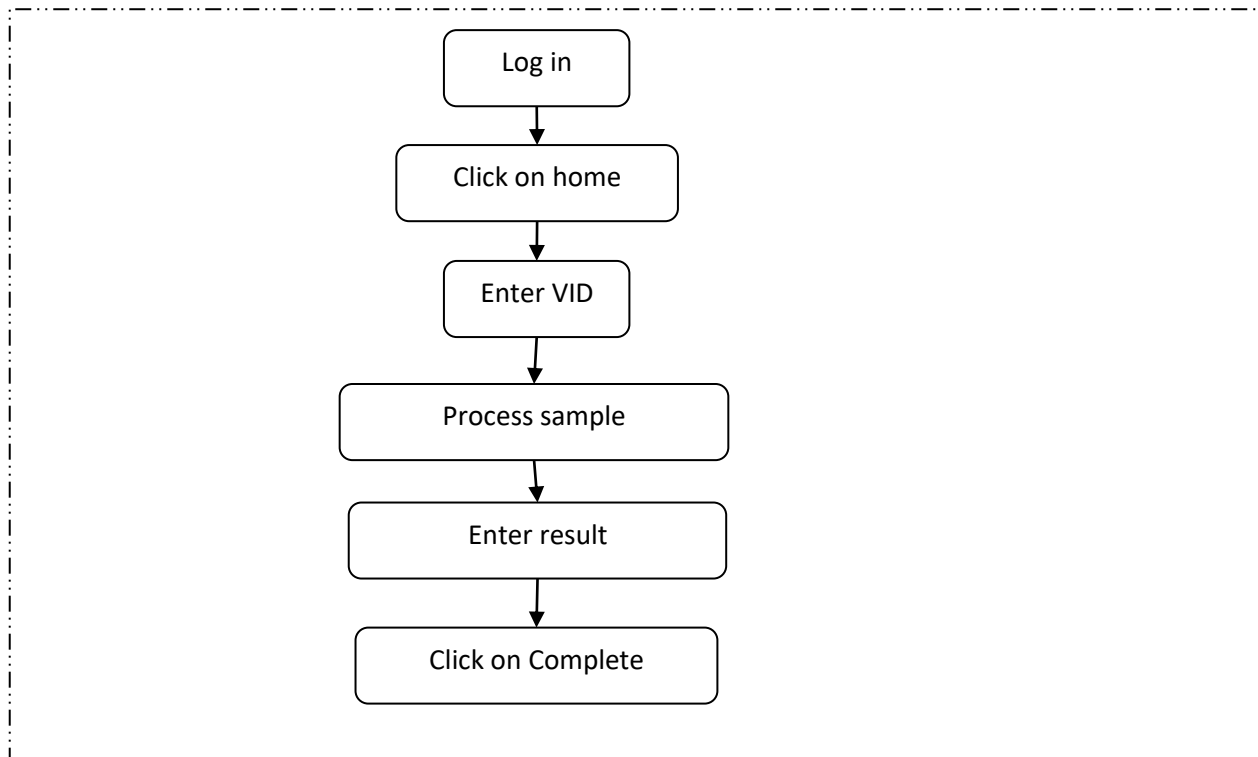 Log in
Click on home
Enter VID
Process sample
Enter result
Click on Complete